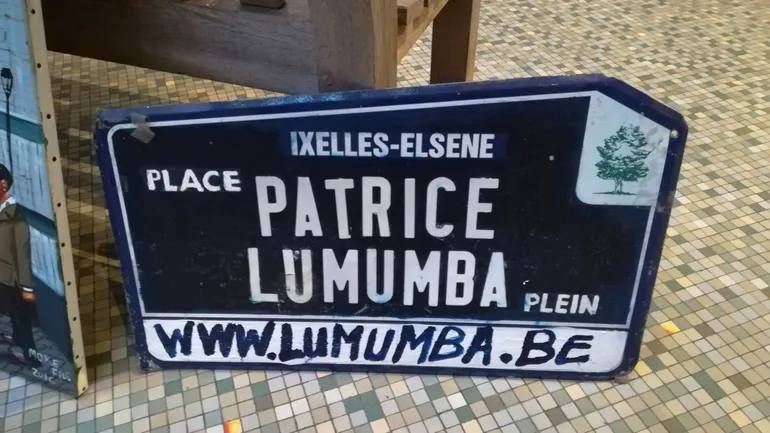 IXELLES-ELSENE
PLACE
PATRICE
LUMUMBA
PLEIN
WWW.LUMUMBA.BE